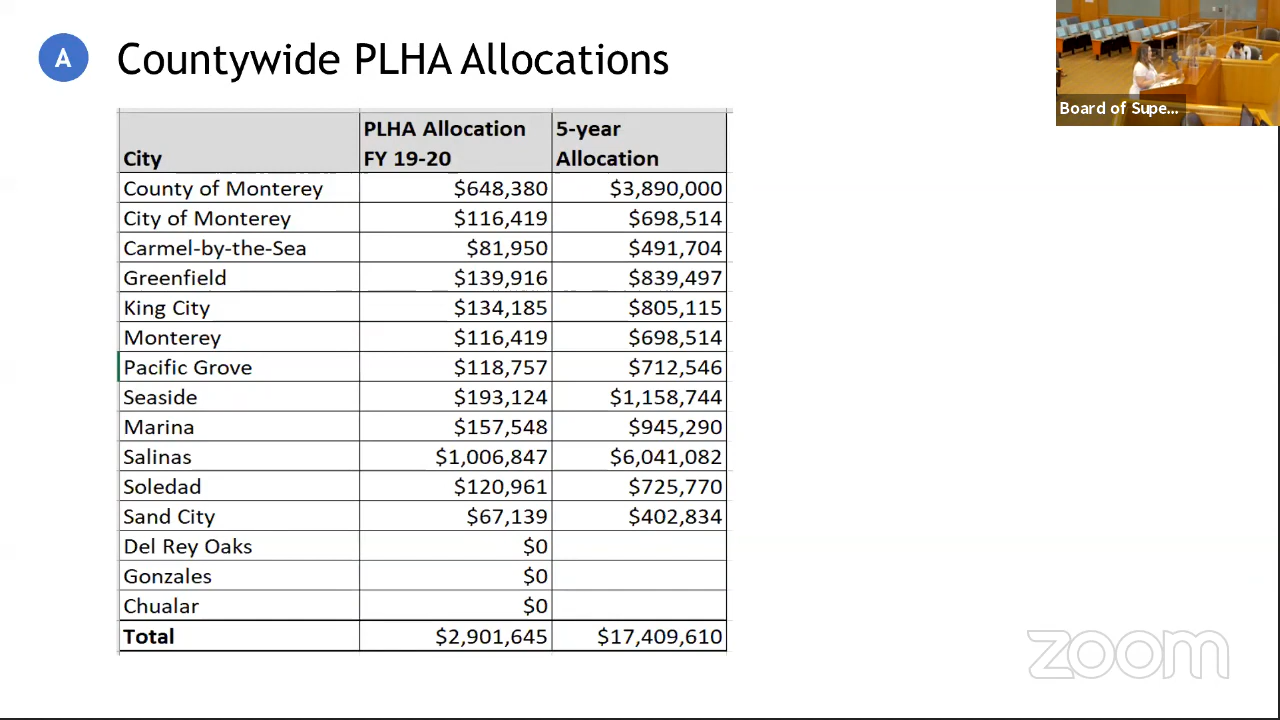 A
Countywide PLHA Allocations
Board of Supe...
City PLHA Allocation FY 19-20 5-year Allocation
County of Monterey $648,380 $3,890,000
City of Monterey $116,419 $698,514
Carmel-by-the-Sea $81,950 $491,704
Greenfield $139,916 $839,497
King City $134,185 $805,115
Monterey $116,419 $698,514
Pacific Grove $118,757 $712,546
Seaside $193,124 $1,158,744
Marina $157,548 $945,290
Salinas $1,006,847 $6,041,082
Soledad $120,961 $725,770
Sand City $67,139 $402,834
Del Rey Oaks $0
Gonzales $0
Chualar $0
Total $2,901,645 $17,409,610
zoom